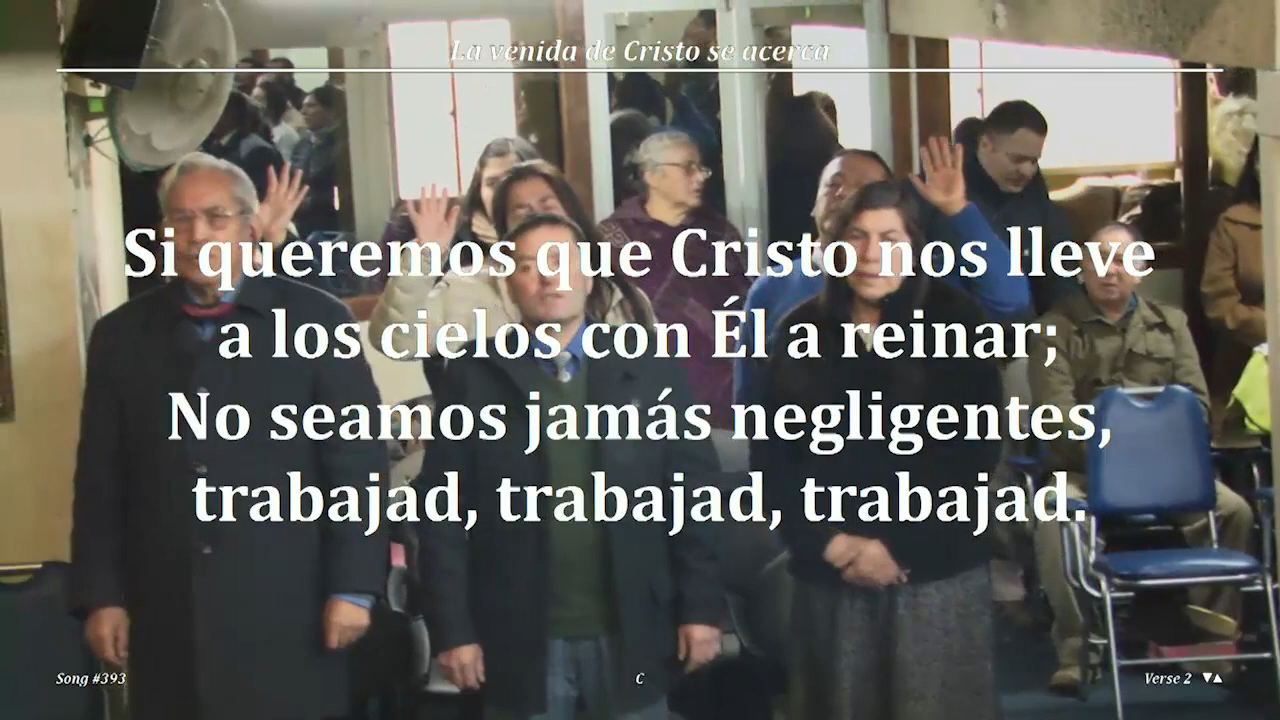 La venida de Cristo se acerca
Si queremos que Cristo nos lleve
a los cielos con Él a reinar;
No seamos jamás negligentes,
trabajad, trabajad, trabajad.
Song #393
C
Verse 2 ▼▲